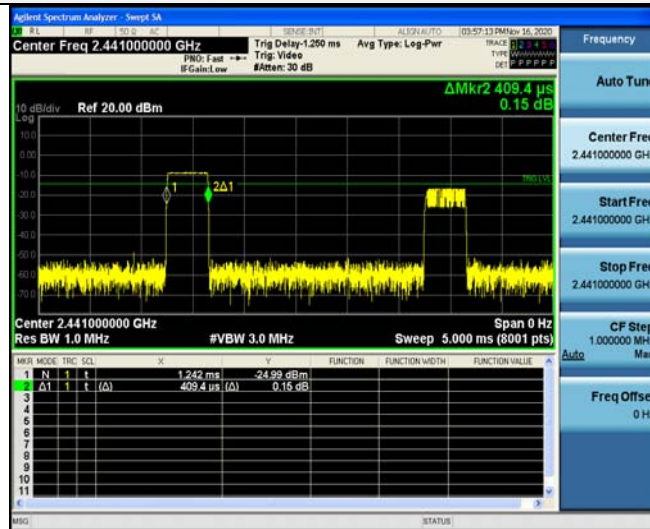 Agilent Spectrum Analyzer - Swept SA
RL RF 50 Ω AC SENSE:INT ALIGN AUTO 03:57:13 PM Nov 16, 2020
Center Freq 2.441000000 GHz
PNO: Fast
IFGain:Low
Trig Delay-1.250 ms
Trig: Video
#Atten: 30 dB
Avg Type: Log-Pwr
TRACE 1 2 3 4 5 6
TYPE
DET P P P P P P
ΔMkr2 409.4 µs
0.15 dB
10 dB/div Ref 20.00 dBm
Log
10.0
0.00
-10.0
-20.0
-30.0
-40.0
-50.0
-60.0
-70.0
1
2Δ1
TRIG LVL
Center 2.441000000 GHz Span 0 Hz
Res BW 1.0 MHz #VBW 3.0 MHz Sweep 5.000 ms (8001 pts)
MKR MODE TRC SCL X Y FUNCTION FUNCTION WIDTH FUNCTION VALUE
1 N 1 t 1.242 ms -24.99 dBm
2 Δ1 1 t (Δ) 409.4 µs (Δ) 0.15 dB
3
4
5
6
7
8
9
10
11
MSG STATUS
Frequency
Auto Tun
Center Fre
2.441000000 GH
Start Fre
2.441000000 GH
Stop Fre
2.441000000 GH
CF Step
1.000000 MH
Auto Ma
Freq Offse
0 H